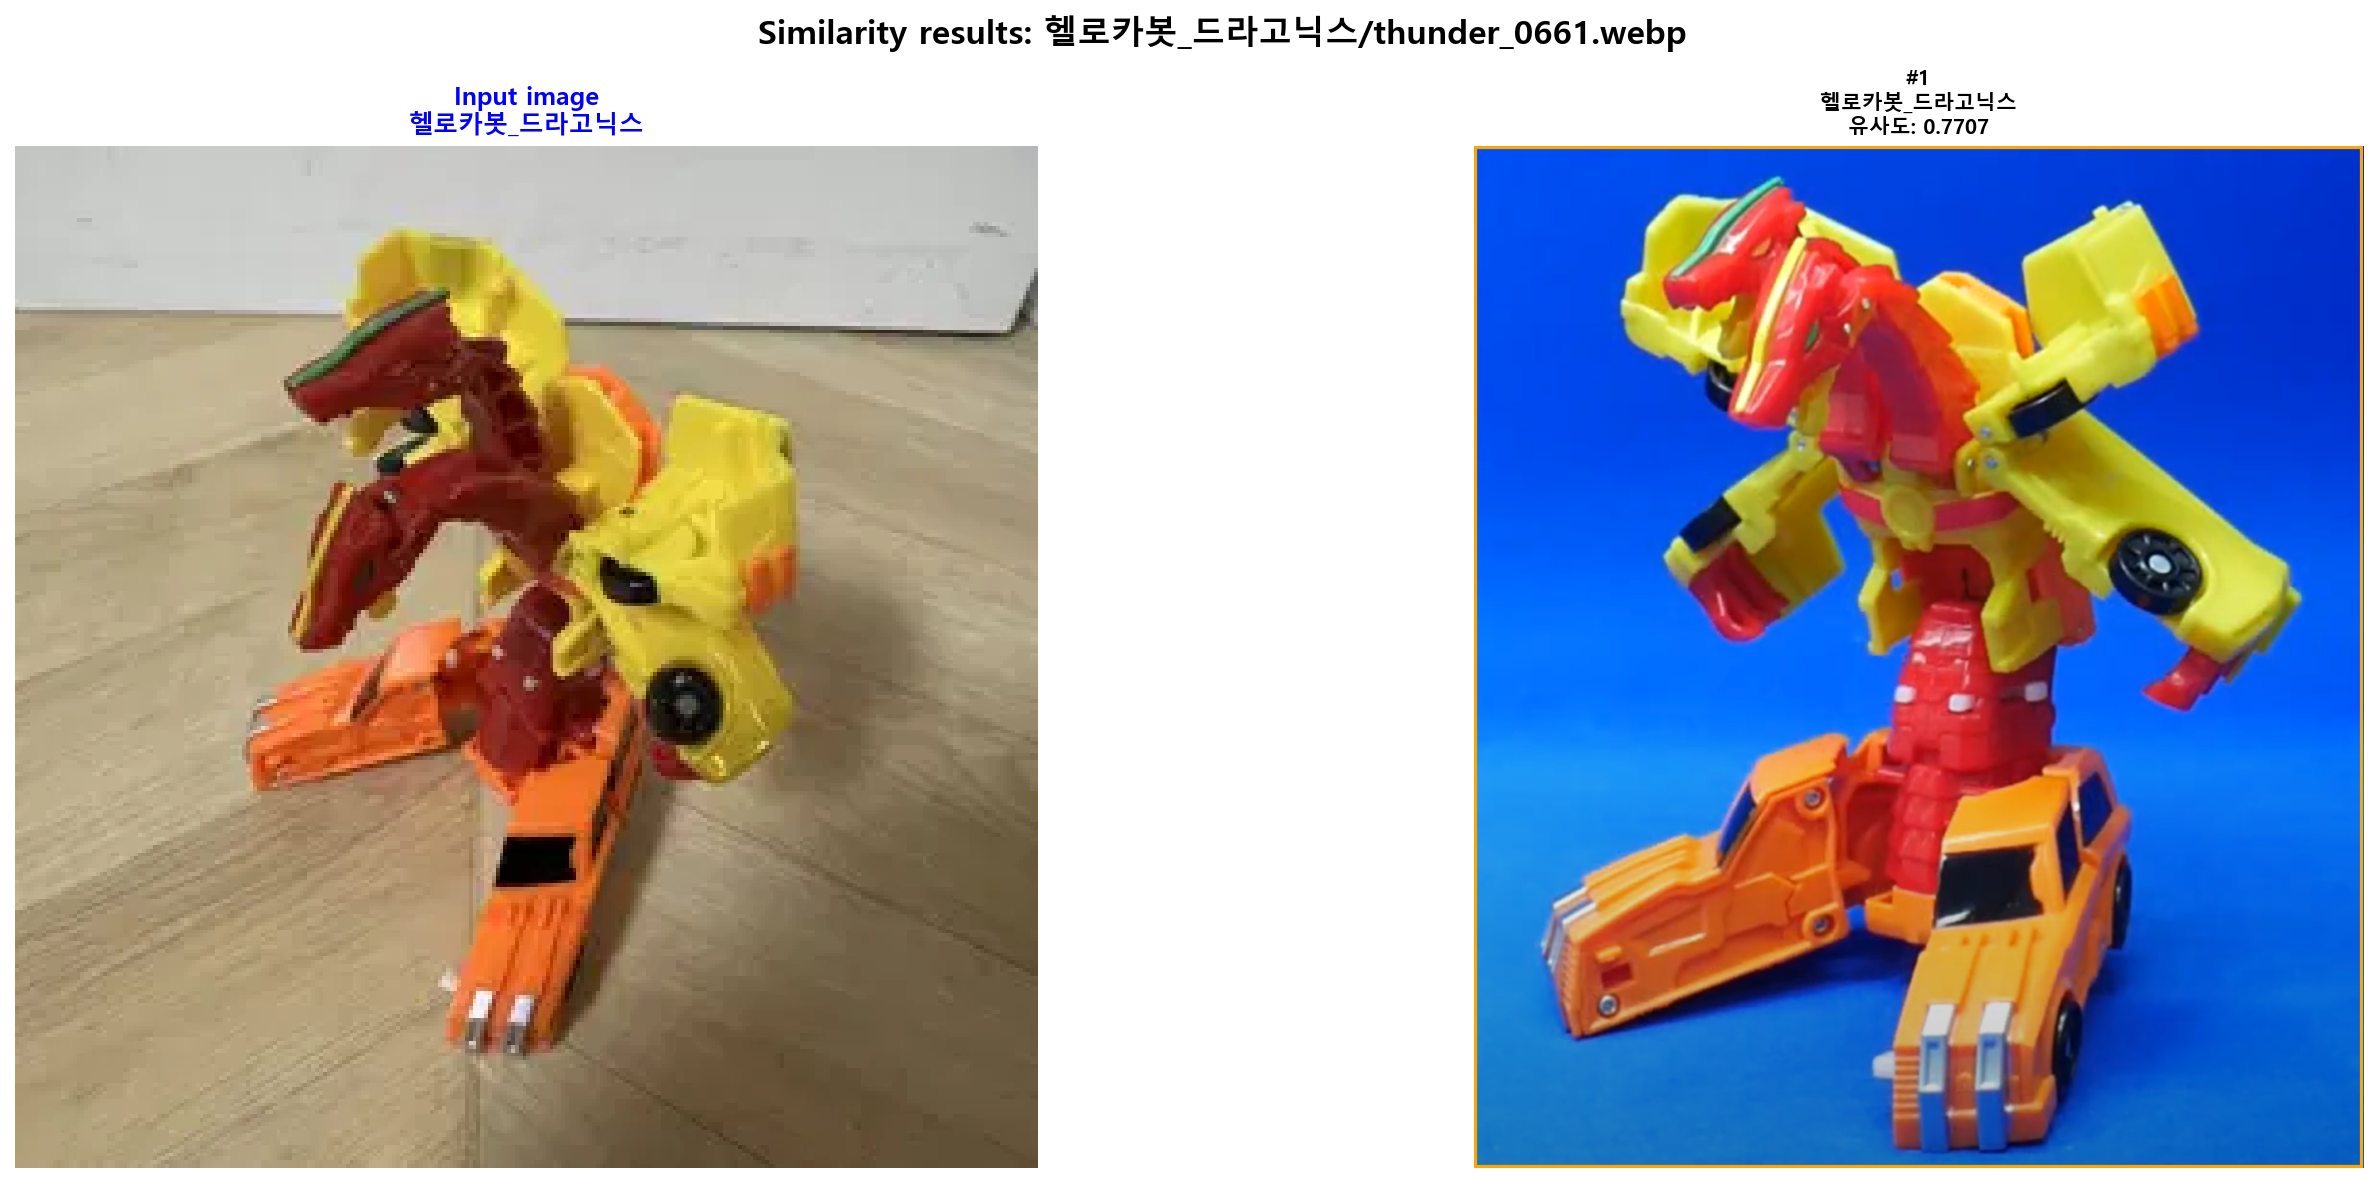 Similarity results: 헬로카봇_드라고닉스/thunder_0661.webp
Input image
헬로카봇_드라고닉스
#1
헬로카봇_드라고닉스
유사도: 0.7707